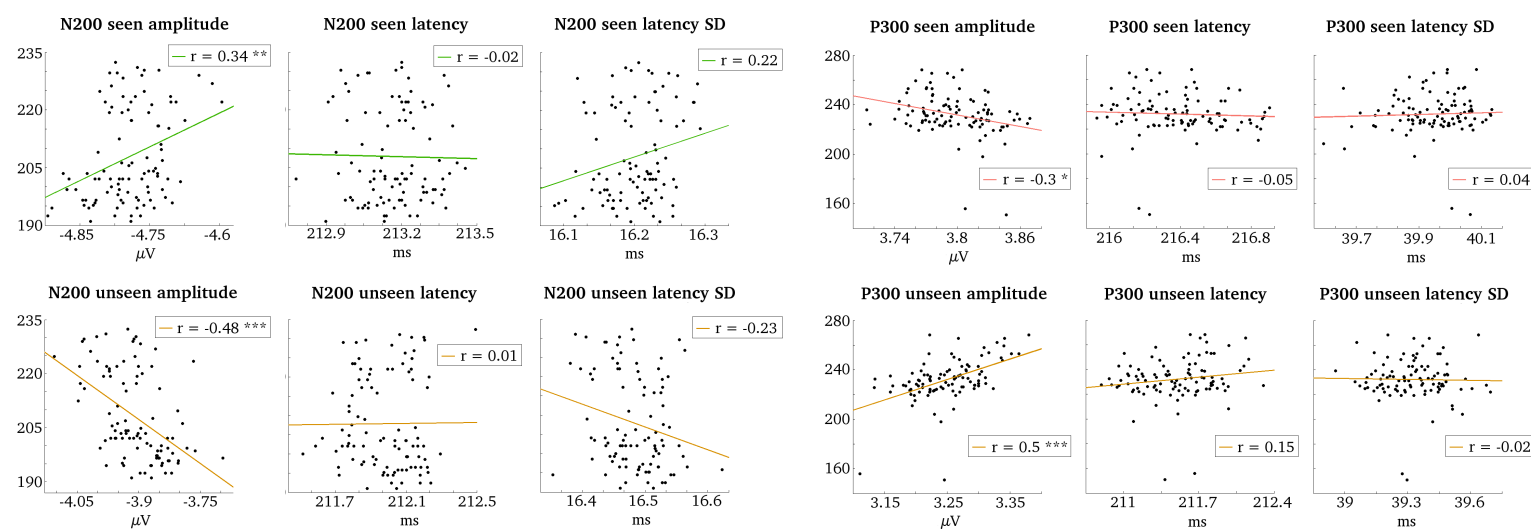 N200 seen amplitude
N200 seen latency
N200 seen latency SD
P300 seen amplitude
P300 seen latency
P300 seen latency SD
235
220
205
190
r = 0.34 **
-4.85 -4.75 -4.6
μV
r = -0.02
212.9 213.2 213.5
ms
r = 0.22
16.1 16.2 16.3
ms
280
240
200
160
r = -0.3 *
3.74 3.8 3.86
μV
r = -0.05
216 216.4 216.8
ms
r = 0.04
39.7 39.9 40.1
ms
N200 unseen amplitude
N200 unseen latency
N200 unseen latency SD
P300 unseen amplitude
P300 unseen latency
P300 unseen latency SD
235
220
205
190
r = -0.48 ***
-4.05 -3.9 -3.75
μV
r = 0.01
211.7 212.1 212.5
ms
r = -0.23
16.4 16.5 16.6
ms
280
240
200
160
r = 0.5 ***
3.15 3.25 3.35
μV
r = 0.15
211 211.7 212.4
ms
r = -0.02
39 39.3 39.6
ms